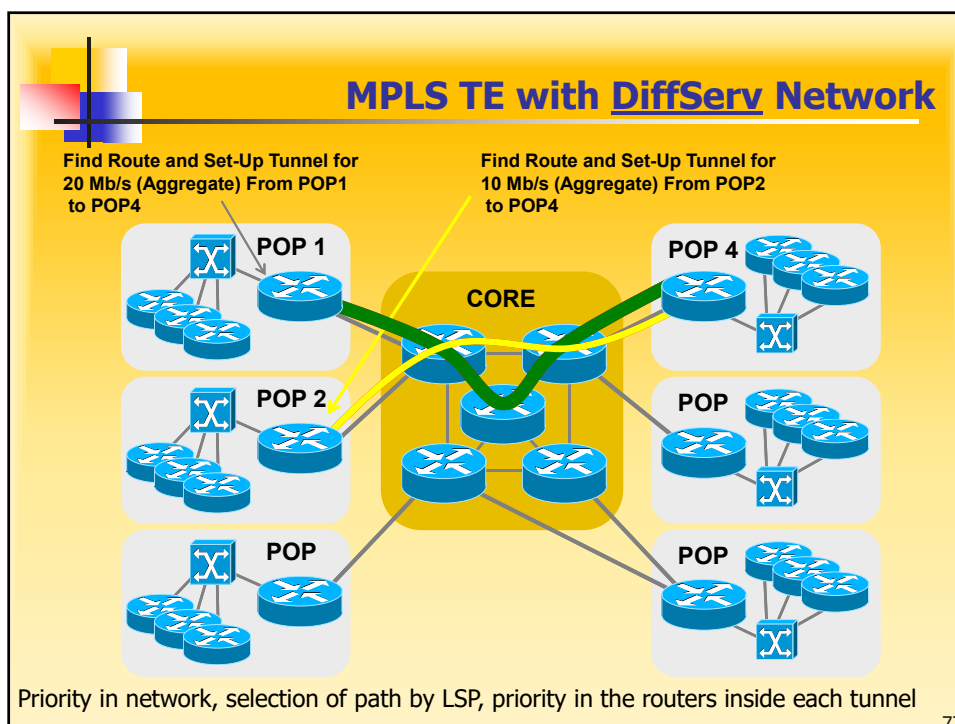 MPLS TE with DiffServ Network
Find Route and Set-Up Tunnel for
20 Mb/s (Aggregate) From POP1
to POP4
Find Route and Set-Up Tunnel for
10 Mb/s (Aggregate) From POP2
to POP4
POP 1
POP 4
CORE
POP 2
POP
POP
POP
Priority in network, selection of path by LSP, priority in the routers inside each tunnel